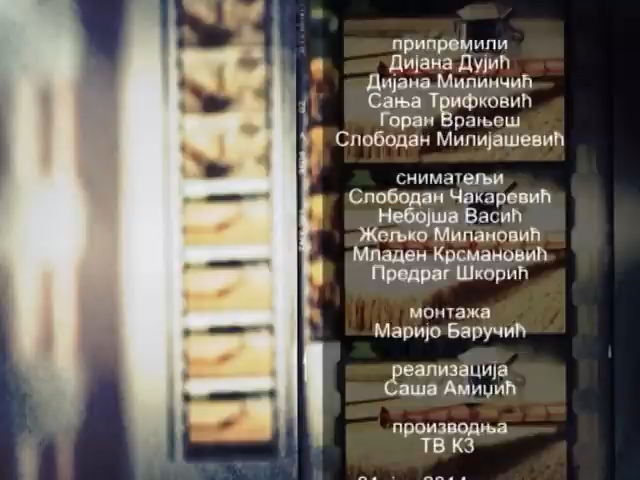 припремили
Дијана Дујић
Дијана Милинчић
Сања Трифковић
Горан Врањеш
Слободан Милијашевић
сниматељи
Слободан Чакаревић
Небојша Васић
Жељко Милановић
Младен Крсмановић
Предраг Шкорић
монтажа
Маријо Баручић
реализација
Саша Амиџић
производња
ТВ К3